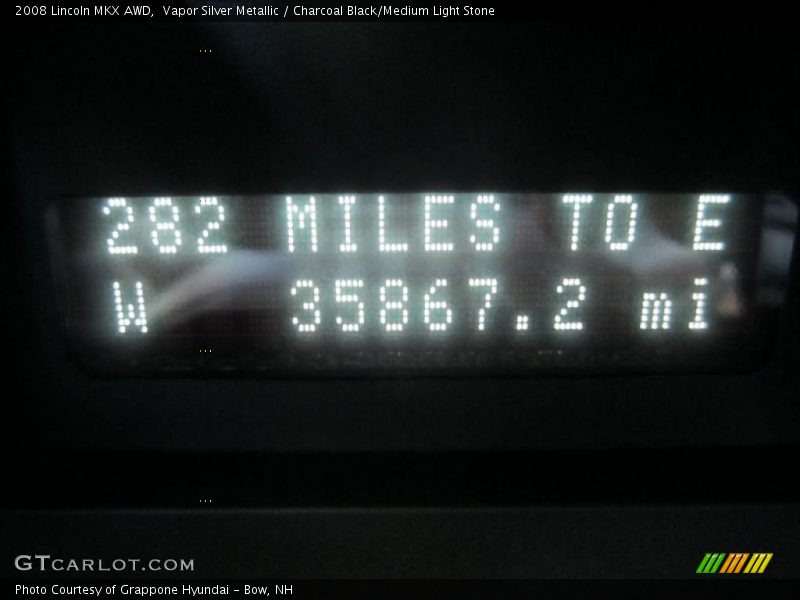 2008 Lincoln MKX AWD,  Vapor Silver Metallic / Charcoal Black/Medium Light Stone
...
282 MILES TO E
W 35867.2 mi
...
...
GTCARLOT.COM
Photo Courtesy of Grappone Hyundai - Bow, NH